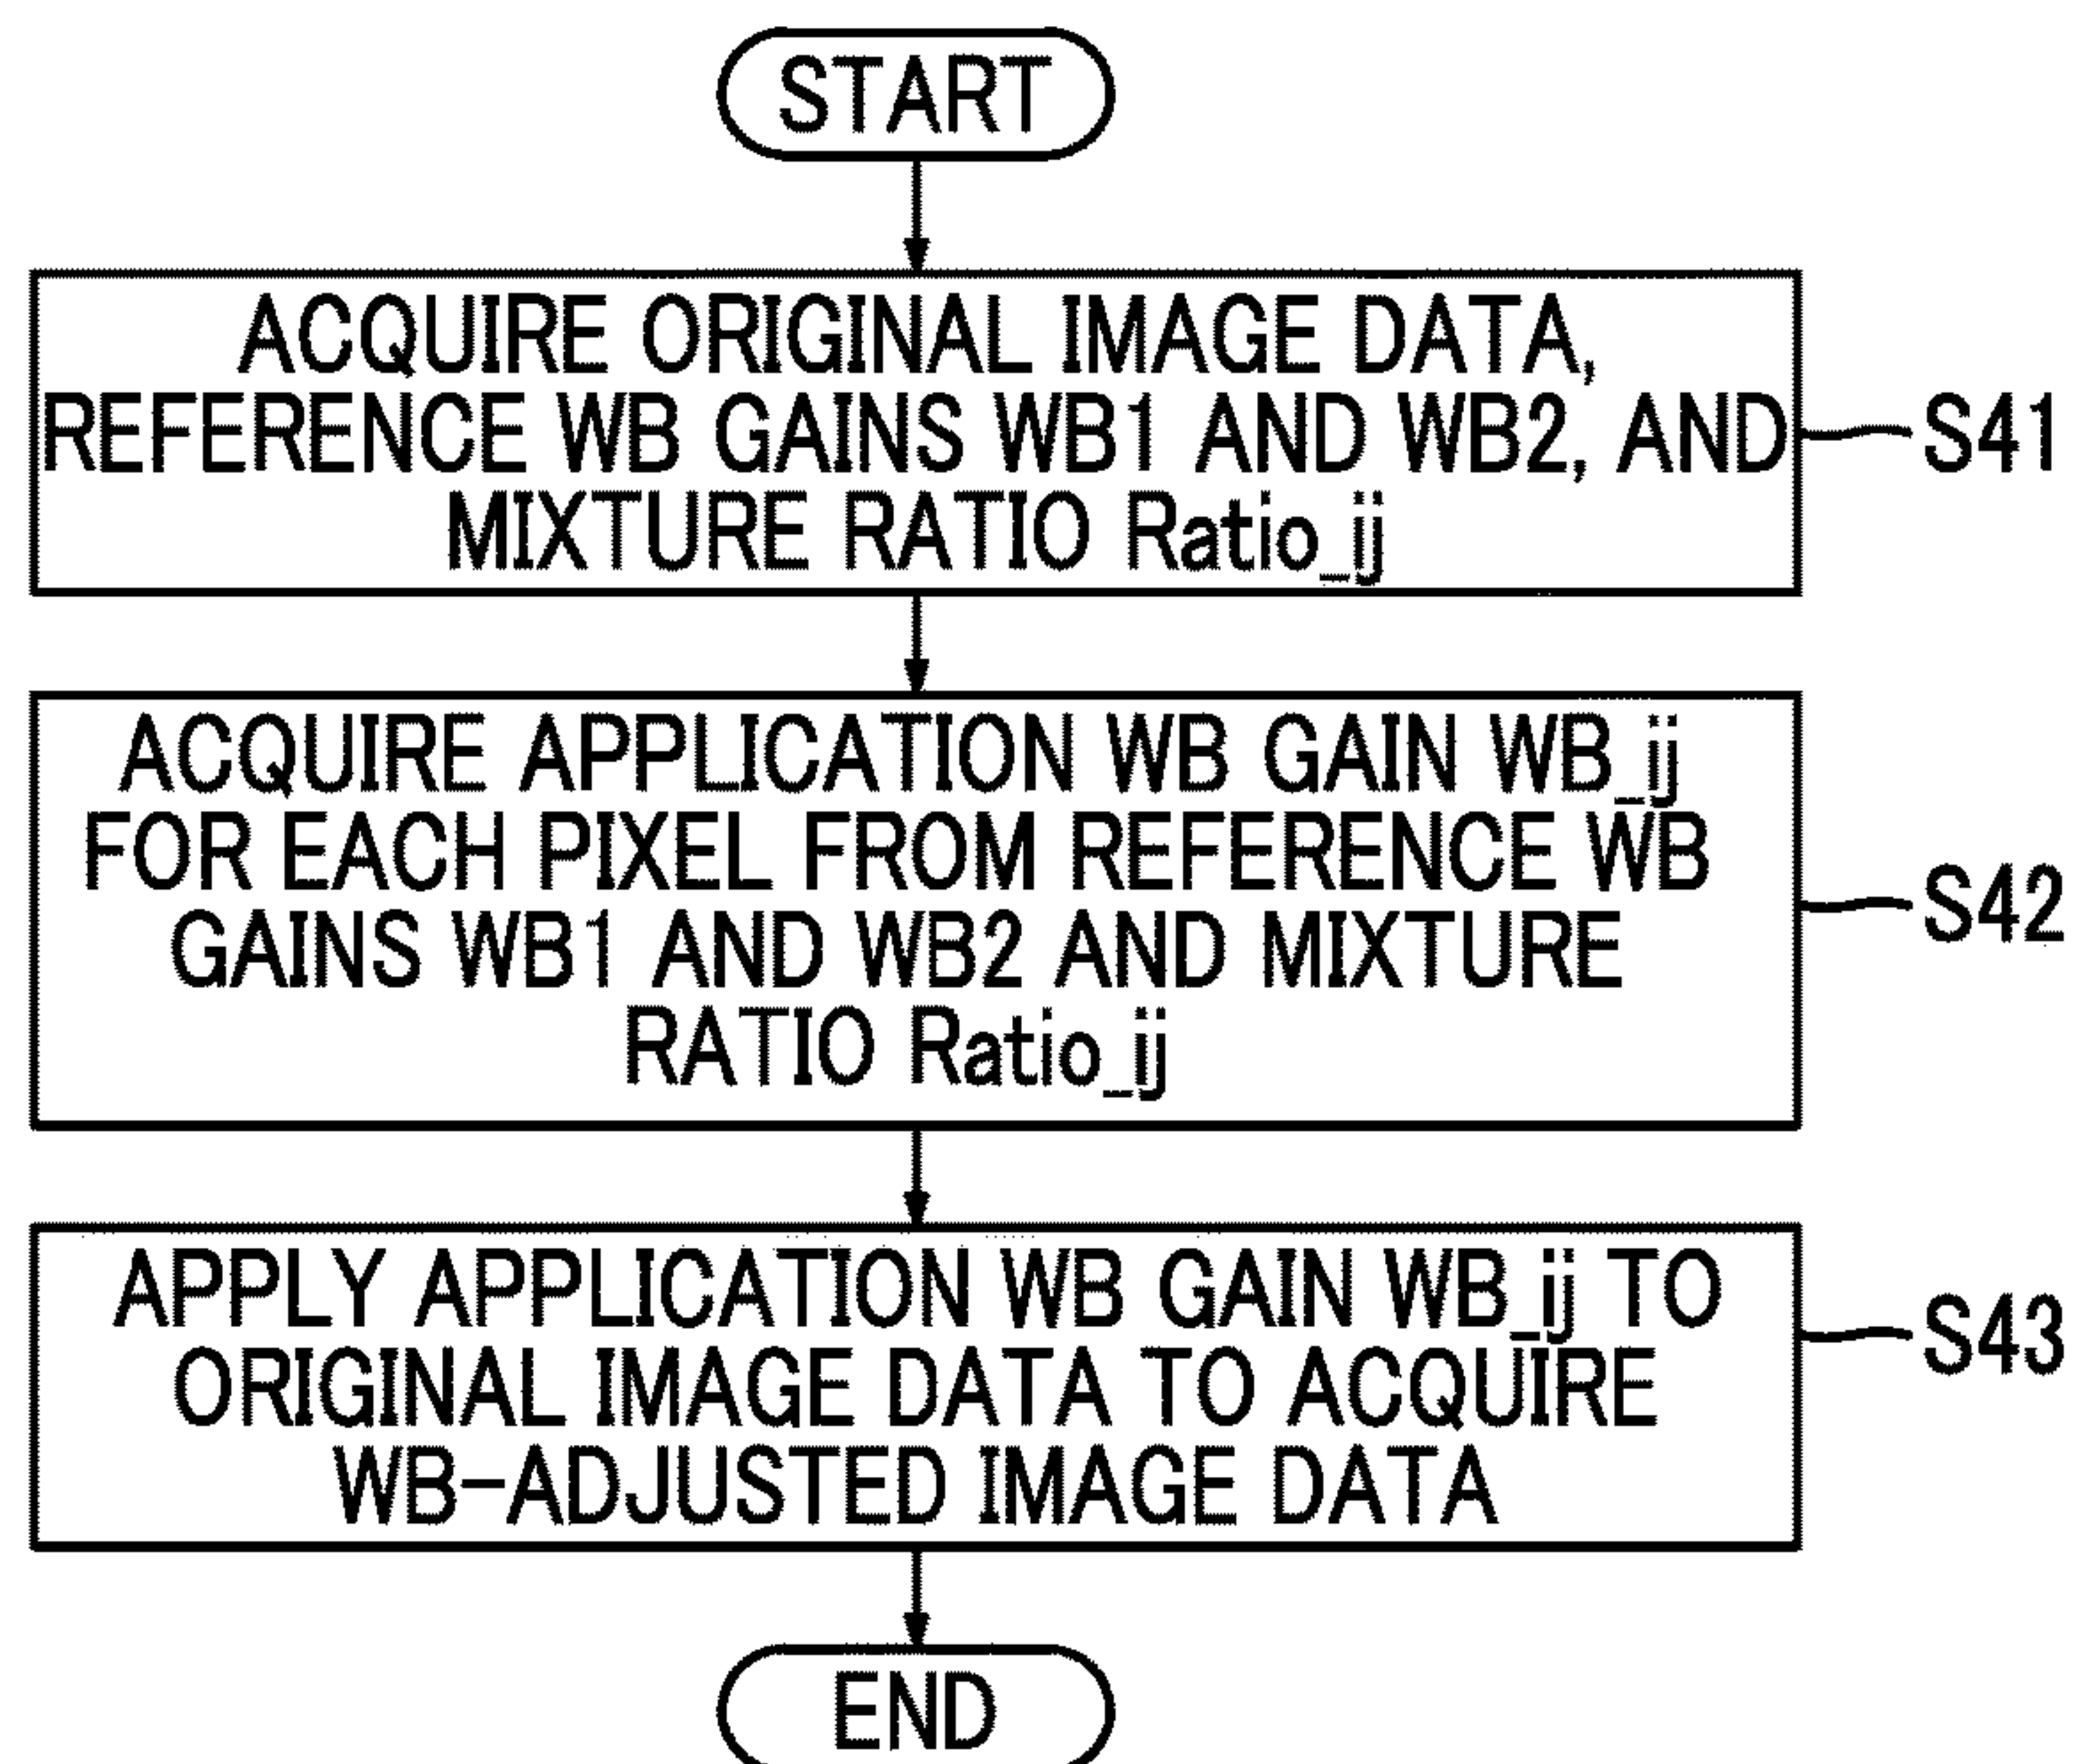 START
ACQUIRE ORIGINAL IMAGE DATA,
REFERENCE WB GAINS WB1 AND WB2, AND
MIXTURE RATIO Ratio_ij
S41
ACQUIRE APPLICATION WB GAIN WB_ij
FOR EACH PIXEL FROM REFERENCE WB
GAINS WB1 AND WB2 AND MIXTURE
RATIO Ratio_ij
S42
APPLY APPLICATION WB GAIN WB_ij TO
ORIGINAL IMAGE DATA TO ACQUIRE
WB-ADJUSTED IMAGE DATA
S43
END